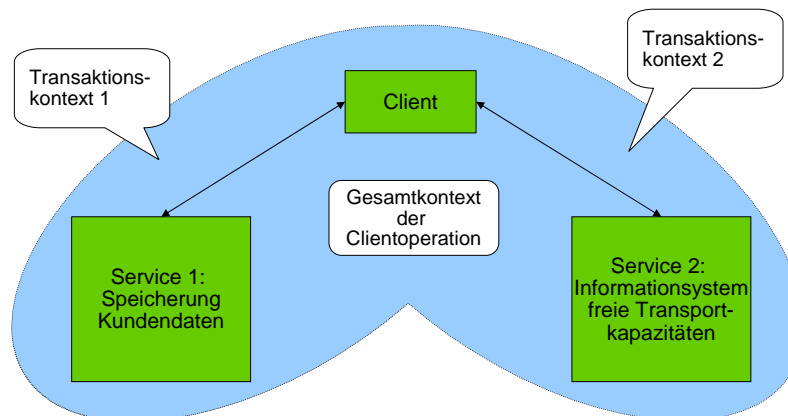 Transaktions-
kontext 1
Transaktions-
kontext 2
Client
Gesamtkontext
der
Clientoperation
Service 1:
Speicherung
Kundendaten
Service 2:
Informationsystem
freie Transport-
kapazitäten